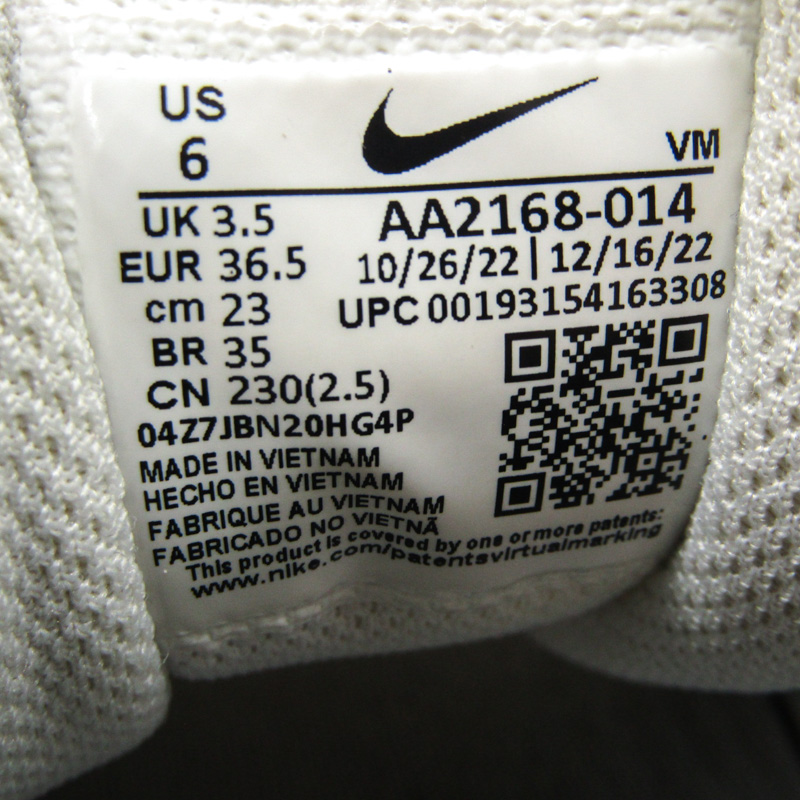 US
6
VM
UK 3.5
EUR 36.5
cm 23
BR 35
CN 230(2.5)
AA2168-014
10/26/22 | 12/16/22
UPC 00193154163308
04Z7JBN20HG4P
MADE IN VIETNAM
HECHO EN VIETNAM
FABRIQUE AU VIETNAM
FABRICADO NO VIETNÃ
This product is covered by one or more patents:
www.nike.com/patentsvirtualmarking